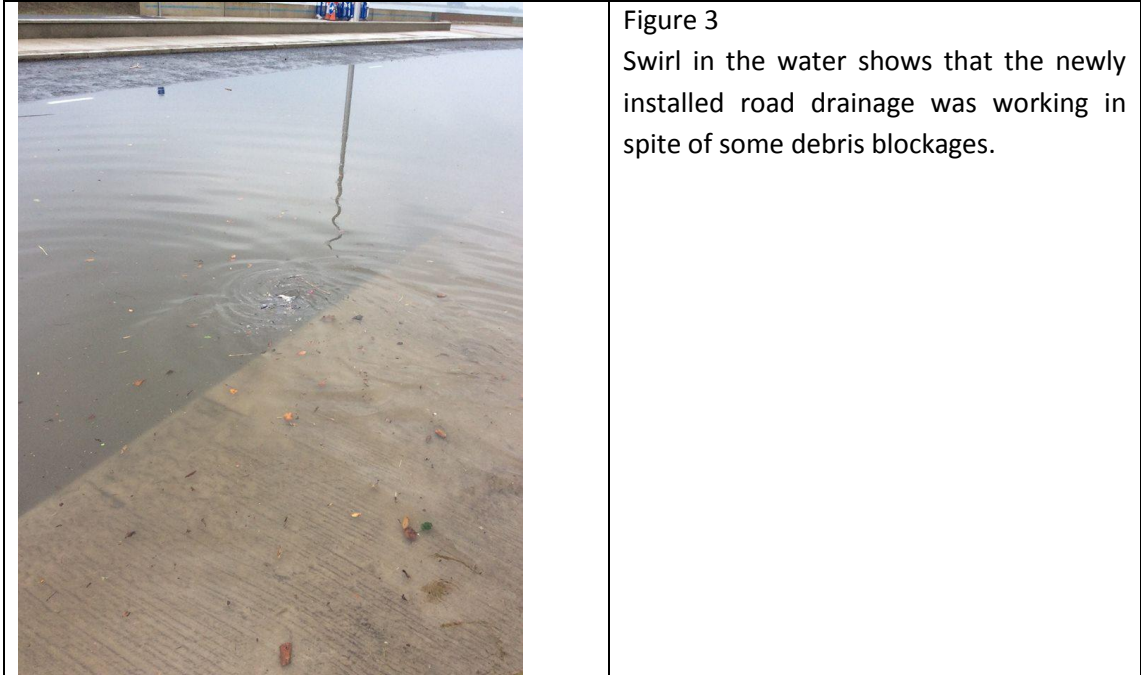 Figure 3
Swirl in the water shows that the newly
installed road drainage was working in
spite of some debris blockages.